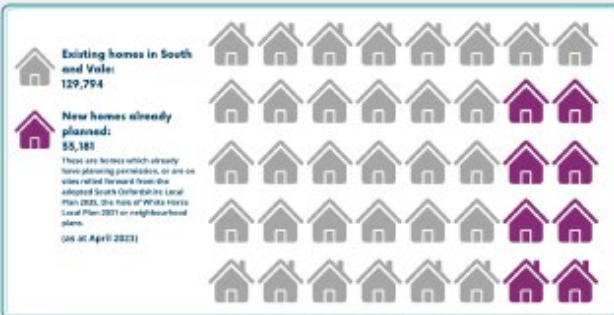 Existing homes in South
and Vale:
129,794
New homes already
planned:
55,181
These are homes which already
have planning permission, or are on
sites rolled forward from the
adopted South Oxfordshire Local
Plan 2035, the Vale of White Horse
Local Plan 2031 or neighbourhood
plans.
(as at April 2023)